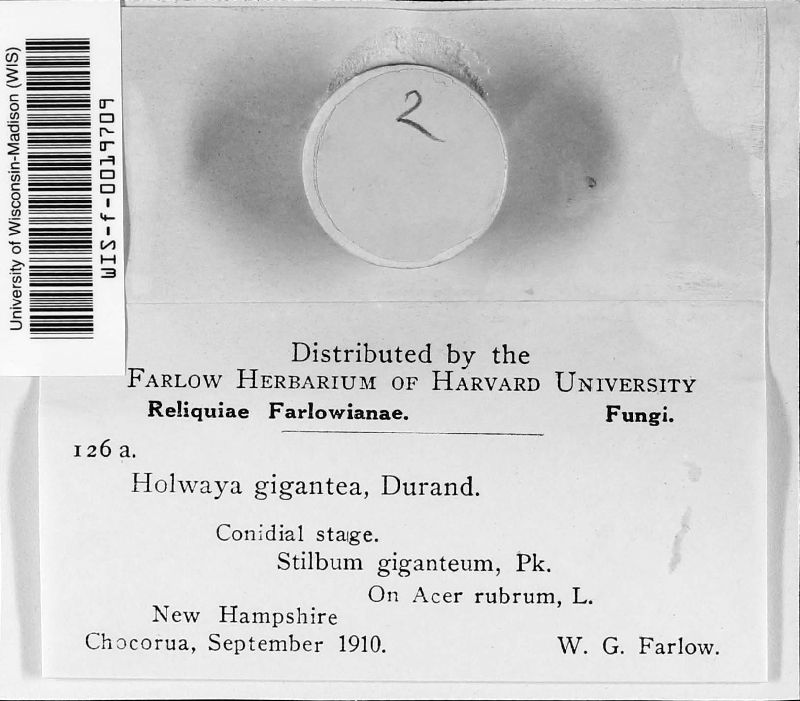 University of Wisconsin-Madison (WIS)
WIS-f-0019709
2
Distributed by the
FARLOW HERBARIUM OF HARVARD UNIVERSITY
Reliquiae Farlowianae. Fungi.
126 a.
Holwaya gigantea, Durand.
Conidial stage.
Stilbum giganteum, Pk.
On Acer rubrum, L.
New Hampshire
Chocorua, September 1910. W. G. Farlow.